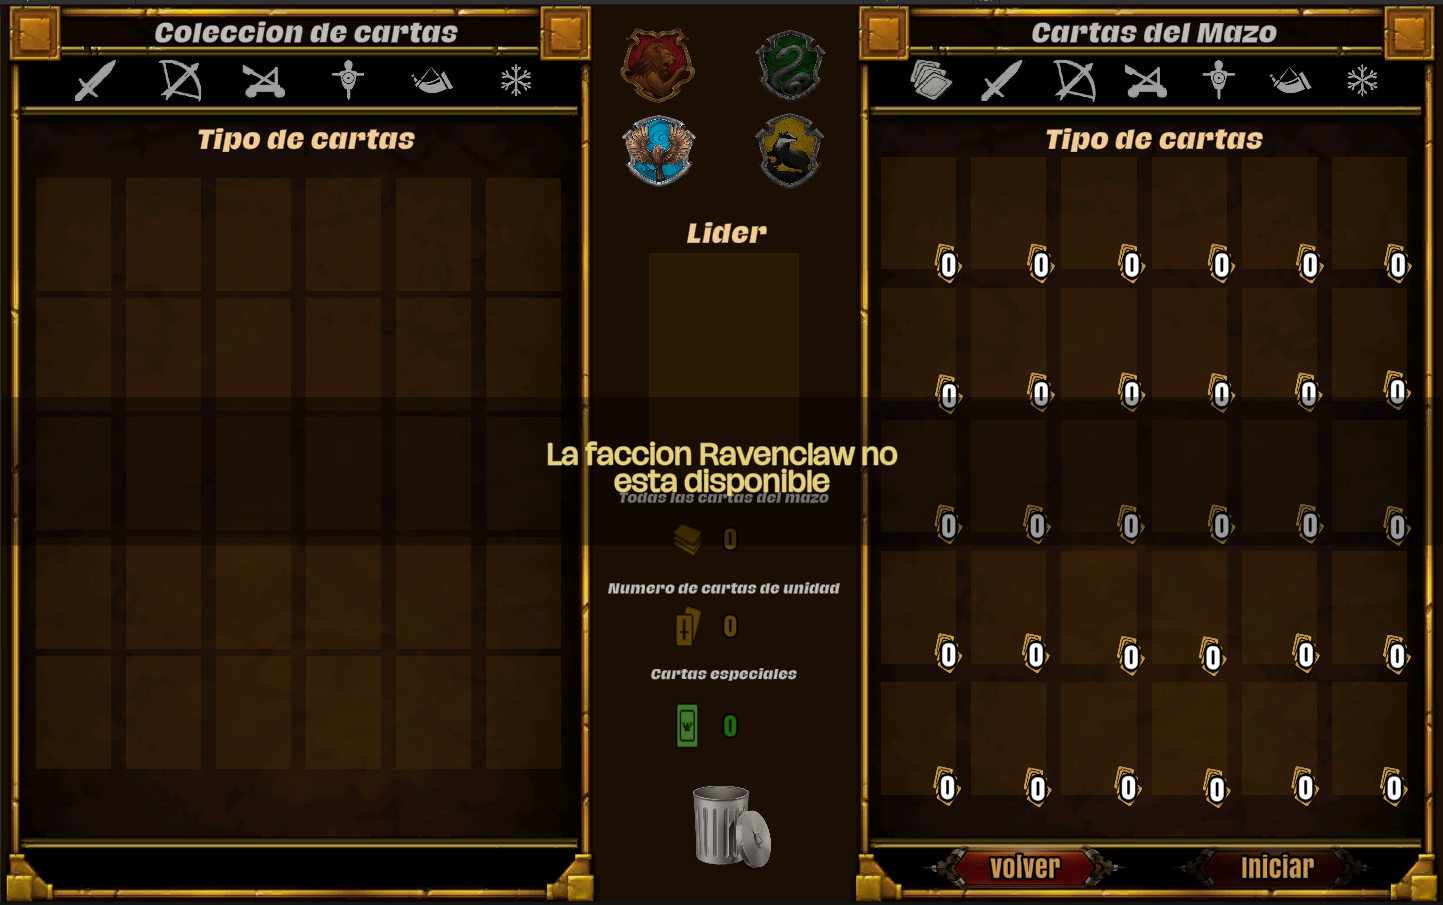 Coleccion de cartas
Tipo de cartas
Lider
La faccion Ravenclaw no
esta disponible
Todas las cartas del mazo
0
Numero de cartas de unidad
0
Cartas especiales
0
Cartas del Mazo
Tipo de cartas
0 0 0 0 0 0
0 0 0 0 0 0
0 0 0 0 0 0
0 0 0 0 0 0
0 0 0 0 0 0
volver Iniciar